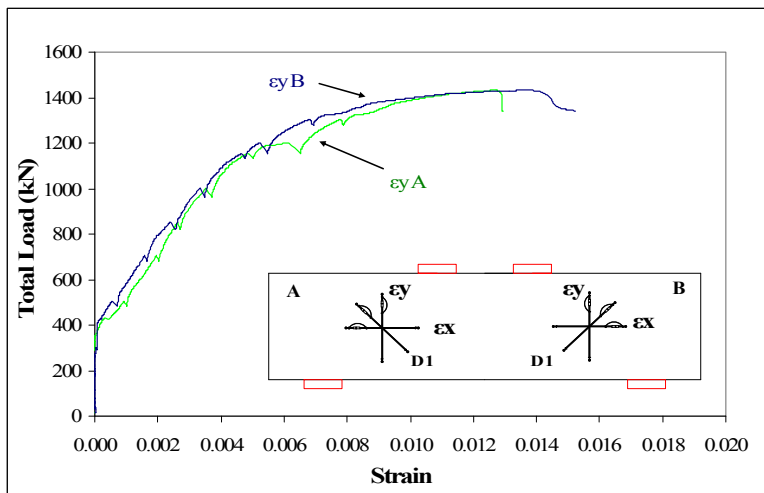 1600
1400
1200
1000
800
600
400
200
0
Total Load (kN)
εyB
εyA
A
εy
εx
D1
εy
B
εx
D1
0.000 0.002 0.004 0.006 0.008 0.010 0.012 0.014 0.016 0.018 0.020
Strain